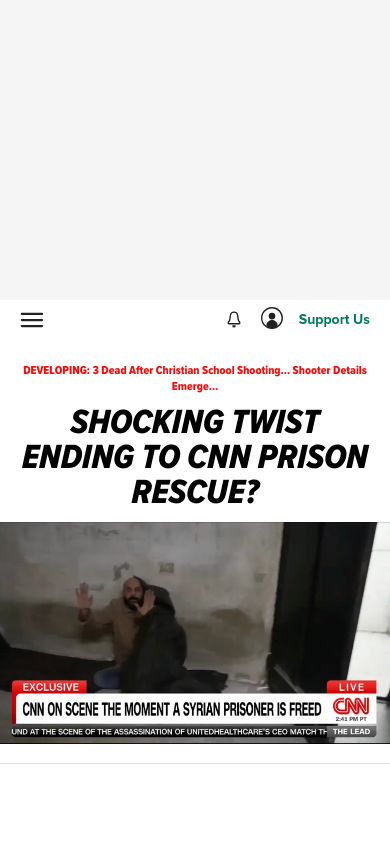 Support Us
DEVELOPING: 3 Dead After Christian School Shooting... Shooter Details
Emerge...
SHOCKING TWIST
ENDING TO CNN PRISON
RESCUE?
EXCLUSIVE
LIVE
CNN ON SCENE THE MOMENT A SYRIAN PRISONER IS FREED
CNN
2:41 PM PT
UND AT THE SCENE OF THE ASSASSINATION OF UNITEDHEALTHCARE'S CEO MATCH TH
THE LEAD